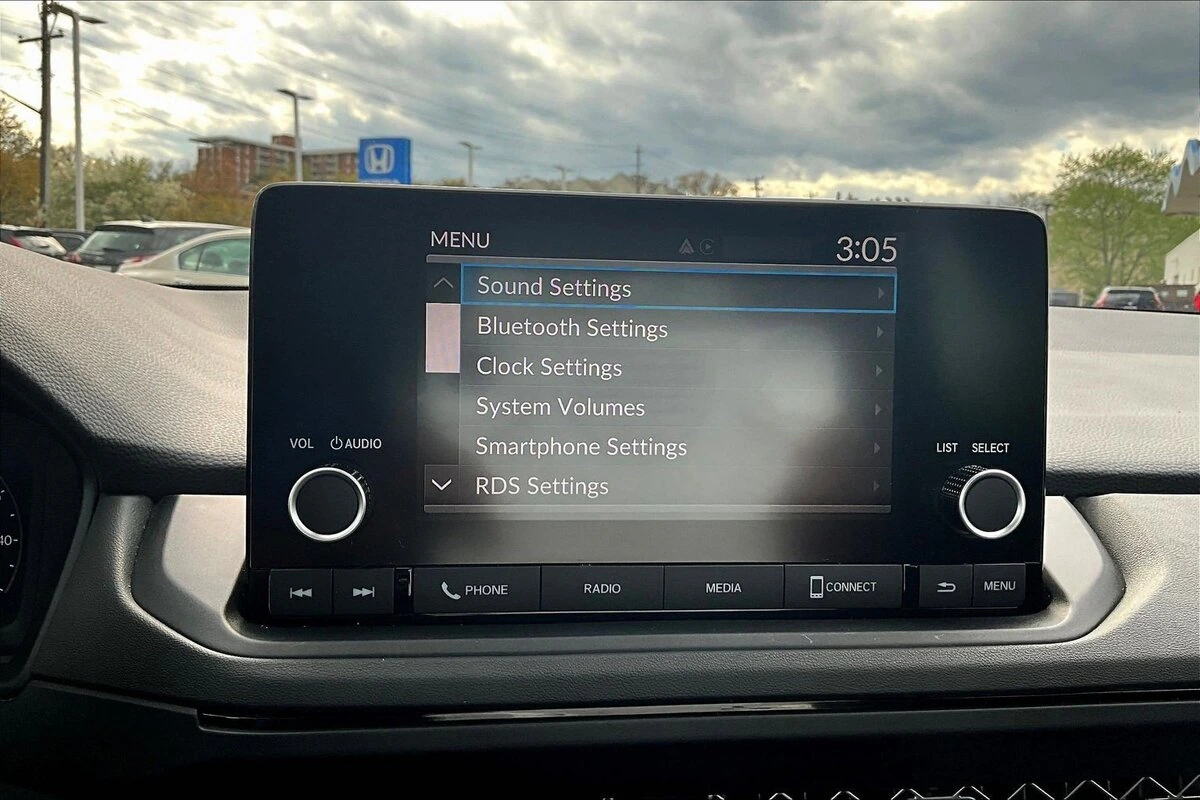 MENU
3:05
Sound Settings
Bluetooth Settings
Clock Settings
System Volumes
Smartphone Settings
RDS Settings
VOL AUDIO
LIST SELECT
PHONE
RADIO
MEDIA
CONNECT
MENU
40